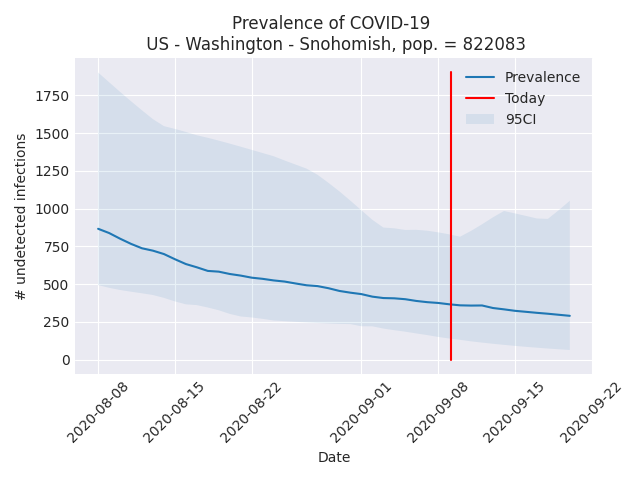 Prevalence of COVID-19
US - Washington - Snohomish, pop. = 822083
Prevalence
Today
95CI
# undetected infections
1750
1500
1250
1000
750
500
250
0
2020-08-08
2020-08-15
2020-08-22
2020-09-01
2020-09-08
2020-09-15
2020-09-22
Date